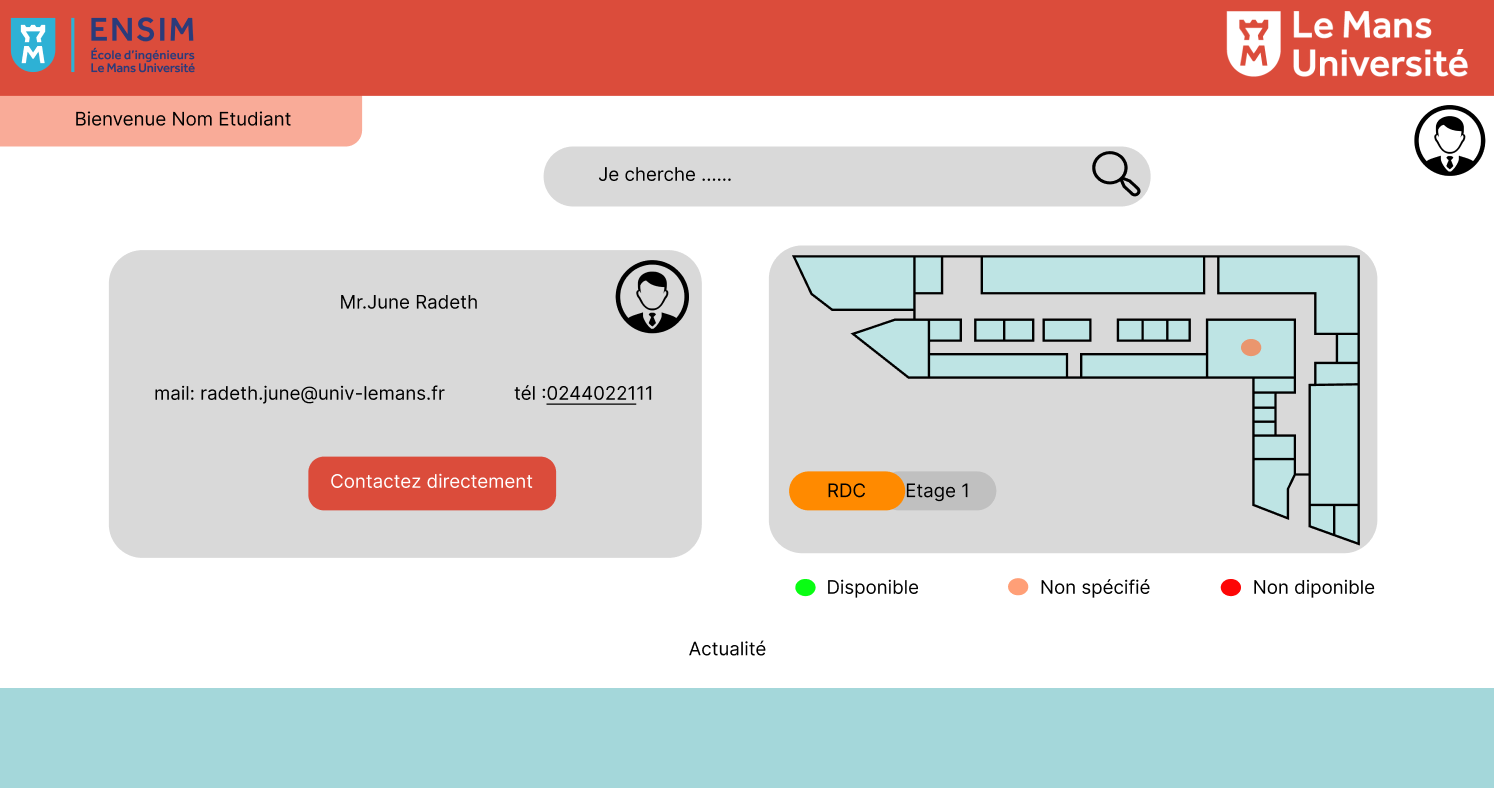 ENSIM
École d'ingénieurs
Le Mans Université
Le Mans
Université
Bienvenue Nom Etudiant
Je cherche ......
Mr.June Radeth
mail: radeth.june@univ-lemans.fr
tél :0244022111
Contactez directement
RDC
Etage 1
Disponible
Non spécifié
Non diponible
Actualité